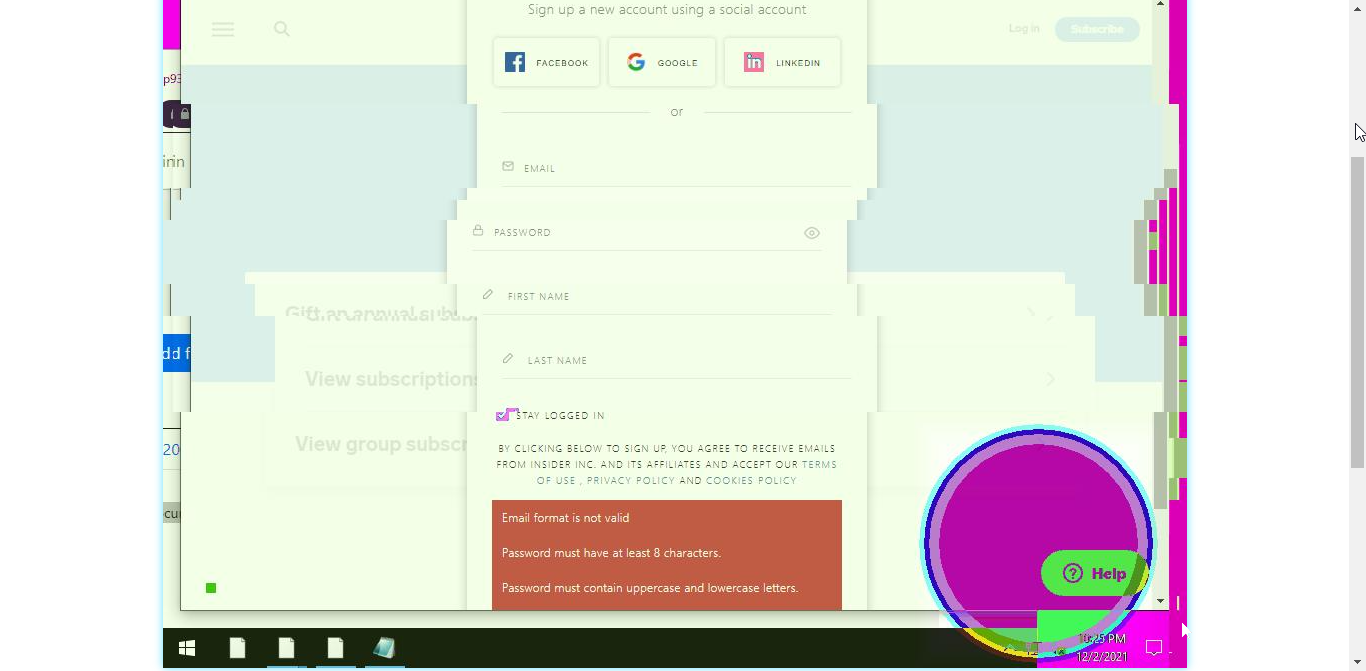 Sign up a new account using a social account
Log in
Subscribe
FACEBOOK
GOOGLE
LINKEDIN
or
EMAIL
PASSWORD
FIRST NAME
LAST NAME
View subscriptions
View group subscr
STAY LOGGED IN
BY CLICKING BELOW TO SIGN UP, YOU AGREE TO RECEIVE EMAILS
FROM INSIDER INC. AND ITS AFFILIATES AND ACCEPT OUR TERMS
OF USE , PRIVACY POLICY AND COOKIES POLICY
Email format is not valid
Password must have at least 8 characters.
Password must contain uppercase and lowercase letters.
Help
10:25 PM
12/2/2021